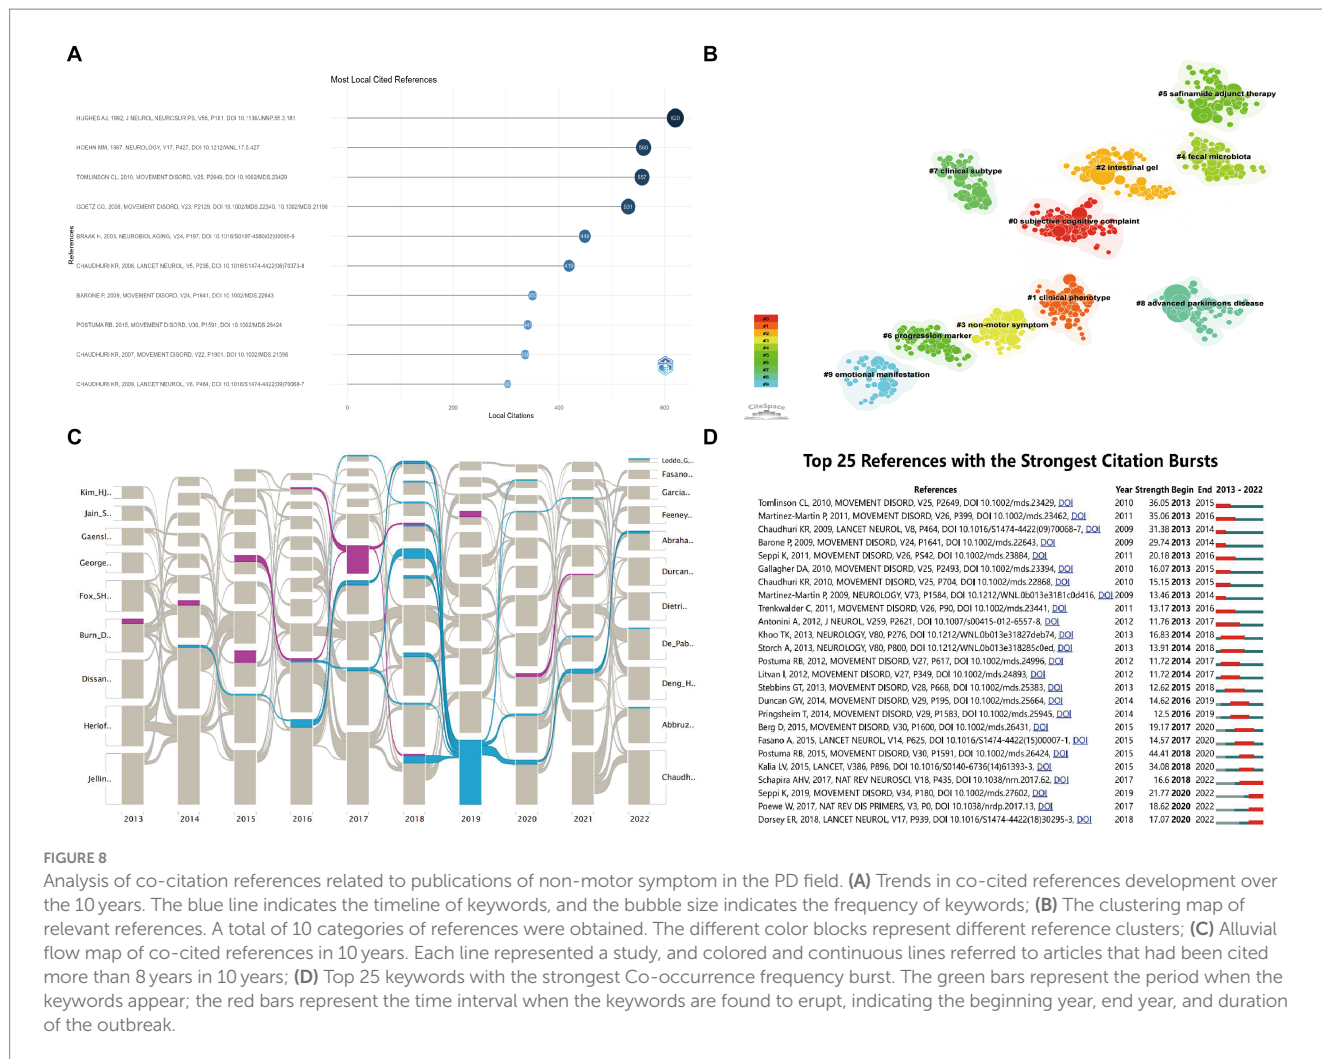 A
Most Local Cited References
HUGHES AJ, 1992, J NEUROL NEUROSUR PS, V55, P181, DOI 10.1136/JNNP.55.3.181
620
HOEHN MM, 1967, NEUROLOGY, V17, P427, DOI 10.1212/WNL.17.5.427
560
TOMLINSON CL, 2010, MOVEMENT DISORD, V25, P2649, DOI 10.1002/MDS.23429
557
GOETZ CG, 2008, MOVEMENT DISORD, V23, P2129, DOI 10.1002/MDS.22340, 10.1002/MDS.21198
531
BRAAK H, 2003, NEUROBIOL AGING, V24, P197, DOI 10.1016/S0197-4580(02)00065-9
CHAUDHURI KR, 2006, LANCET NEUROL, V5, P235, DOI 10.1016/S1474-4422(06)70373-8
419
BARONE P, 2009, MOVEMENT DISORD, V24, P1641, DOI 10.1002/MDS.22643
POSTUMA RB, 2015, MOVEMENT DISORD, V30, P1591, DOI 10.1002/MDS.26424
CHAUDHURI KR, 2007, MOVEMENT DISORD, V22, P1901, DOI 10.1002/MDS.21596
CHAUDHURI KR, 2009, LANCET NEUROL, V8, P464, DOI 10.1016/S1474-4422(09)70068-7
References
0 200 400 600
Local Citations
B
#5 safinamide adjunct therapy
#4 fecal microbiota
#2 intestinal gel
#7 clinical subtype
#0 subjective cognitive complaint
#1 clinical phenotype
#8 advanced parkinsons disease
#3 non-motor symptom
#6 progression marker
#9 emotional manifestation
#0
#1
#2
#3
#4
#5
#6
#7
#8
#9
CiteSpace
C
Kim_HJ..
Jain_S..
Gaensl..
George..
Fox_SH..
Burn_D..
Dissan..
Herlof..
Jellin..
Loddo_G,..
Fasano..
Garcia..
Feeney..
Abraha..
Durcan..
Dietri..
De_Pab..
Deng_H..
Abbruz..
Chaudh..
2013 2014 2015 2016 2017 2018 2019 2020 2021 2022
D
Top 25 References with the Strongest Citation Bursts
References Year Strength Begin End 2013 - 2022
Tomlinson CL, 2010, MOVEMENT DISORD, V25, P2649, DOI 10.1002/mds.23429, DOI 2010 36.05 2013 2015
Martinez-Martin P, 2011, MOVEMENT DISORD, V26, P399, DOI 10.1002/mds.23462, DOI 2011 35.06 2013 2016
Chaudhuri KR, 2009, LANCET NEUROL, V8, P464, DOI 10.1016/S1474-4422(09)70068-7, DOI 2009 31.38 2013 2014
Barone P, 2009, MOVEMENT DISORD, V24, P1641, DOI 10.1002/mds.22643, DOI 2009 29.74 2013 2014
Seppi K, 2011, MOVEMENT DISORD, V26, PS42, DOI 10.1002/mds.23884, DOI 2011 20.18 2013 2016
Gallagher DA, 2010, MOVEMENT DISORD, V25, P2493, DOI 10.1002/mds.23394, DOI 2010 16.07 2013 2015
Chaudhuri KR, 2010, MOVEMENT DISORD, V25, P704, DOI 10.1002/mds.22868, DOI 2010 15.15 2013 2015
Martinez-Martin P, 2009, NEUROLOGY, V73, P1584, DOI 10.1212/WNL.0b013e3181c0d416, DOI 2009 13.46 2013 2014
Trenkwalder C, 2011, MOVEMENT DISORD, V26, P90, DOI 10.1002/mds.23441, DOI 2011 13.17 2013 2016
Antonini A, 2012, J NEUROL, V259, P2621, DOI 10.1007/s00415-012-6557-8, DOI 2012 11.76 2013 2017
Khoo TK, 2013, NEUROLOGY, V80, P276, DOI 10.1212/WNL.0b013e31827deb74, DOI 2013 16.83 2014 2018
Storch A, 2013, NEUROLOGY, V80, P800, DOI 10.1212/WNL.0b013e318285c0ed, DOI 2013 13.91 2014 2018
Postuma RB, 2012, MOVEMENT DISORD, V27, P617, DOI 10.1002/mds.24996, DOI 2012 11.72 2014 2017
Litvan I, 2012, MOVEMENT DISORD, V27, P349, DOI 10.1002/mds.24893, DOI 2012 11.72 2014 2017
Stebbins GT, 2013, MOVEMENT DISORD, V28, P668, DOI 10.1002/mds.25383, DOI 2013 12.62 2015 2018
Duncan GW, 2014, MOVEMENT DISORD, V29, P195, DOI 10.1002/mds.25664, DOI 2014 14.62 2016 2019
Pringsheim T, 2014, MOVEMENT DISORD, V29, P1583, DOI 10.1002/mds.25945, DOI 2014 12.5 2016 2019
Berg D, 2015, MOVEMENT DISORD, V30, P1600, DOI 10.1002/mds.26431, DOI 2015 19.17 2017 2020
Fasano A, 2015, LANCET NEUROL, V14, P625, DOI 10.1016/S1474-4422(15)00007-1, DOI 2015 14.57 2017 2020
Postuma RB, 2015, MOVEMENT DISORD, V30, P1591, DOI 10.1002/mds.26424, DOI 2015 44.41 2018 2020
Kalia LV, 2015, LANCET, V386, P896, DOI 10.1016/S0140-6736(14)61393-3, DOI 2015 34.08 2018 2020
Schapira AHV, 2017, NAT REV NEUROSCI, V18, P435, DOI 10.1038/nrn.2017.62, DOI 2017 16.6 2018 2022
Seppi K, 2019, MOVEMENT DISORD, V34, P180, DOI 10.1002/mds.27602, DOI 2019 21.77 2020 2022
Poewe W, 2017, NAT REV DIS PRIMERS, V3, P0, DOI 10.1038/nrdp.2017.13, DOI 2017 18.62 2020 2022
Dorsey ER, 2018, LANCET NEUROL, V17, P939, DOI 10.1016/S1474-4422(18)30295-3, DOI 2018 17.07 2020 2022
FIGURE 8
Analysis of co-citation references related to publications of non-motor symptom in the PD field. (A) Trends in co-cited references development over
the 10 years. The blue line indicates the timeline of keywords, and the bubble size indicates the frequency of keywords; (B) The clustering map of
relevant references. A total of 10 categories of references were obtained. The different color blocks represent different reference clusters; (C) Alluvial
flow map of co-cited references in 10 years. Each line represented a study, and colored and continuous lines referred to articles that had been cited
more than 8 years in 10 years; (D) Top 25 keywords with the strongest Co-occurrence frequency burst. The green bars represent the period when the
keywords appear; the red bars represent the time interval when the keywords are found to erupt, indicating the beginning year, end year, and duration
of the outbreak.